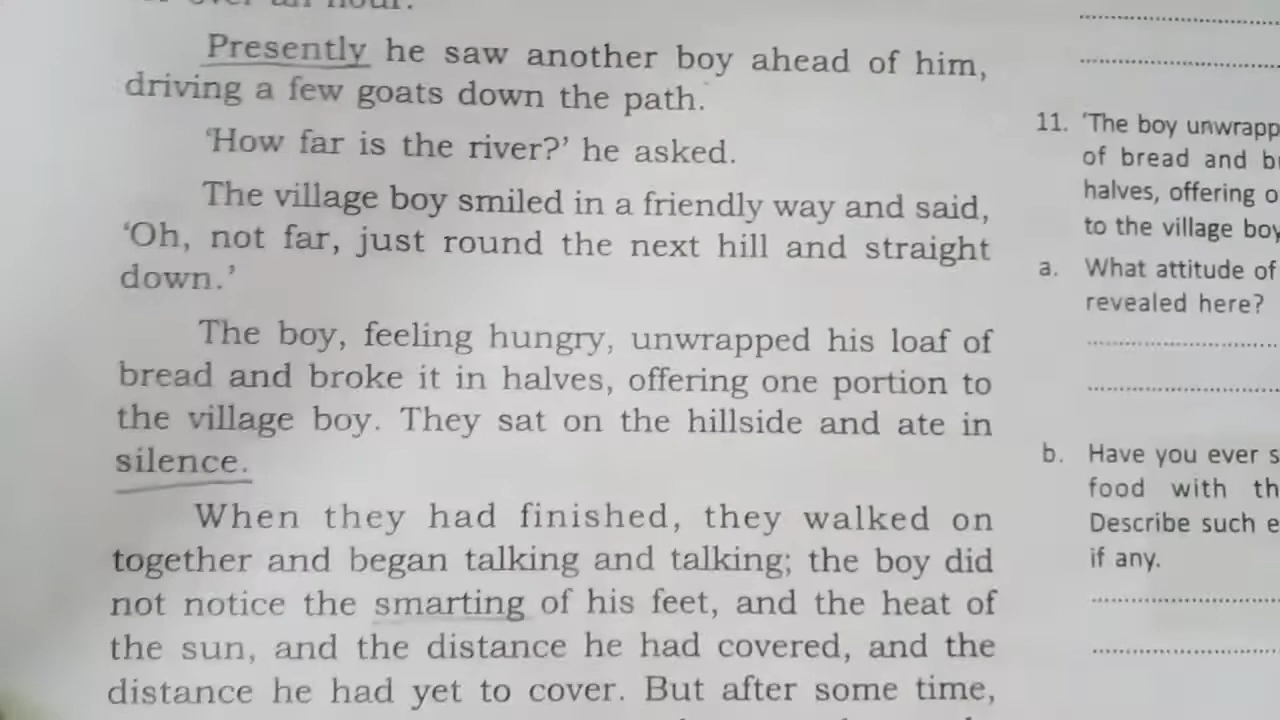 Presently he saw another boy ahead of him,
driving a few goats down the path.
'How far is the river?' he asked.
The village boy smiled in a friendly way and said,
'Oh, not far, just round the next hill and straight
down.'
The boy, feeling hungry, unwrapped his loaf of
bread and broke it in halves, offering one portion to
the village boy. They sat on the hillside and ate in
silence.
When they had finished, they walked on
together and began talking and talking; the boy did
not notice the smarting of his feet, and the heat of
the sun, and the distance he had covered, and the
distance he had yet to cover. But after some time,
11. 'The boy unwrapp
of bread and b
halves, offering o
to the village boy
a. What attitude of
revealed here?
b. Have you ever s
food with th
Describe such e
if any.